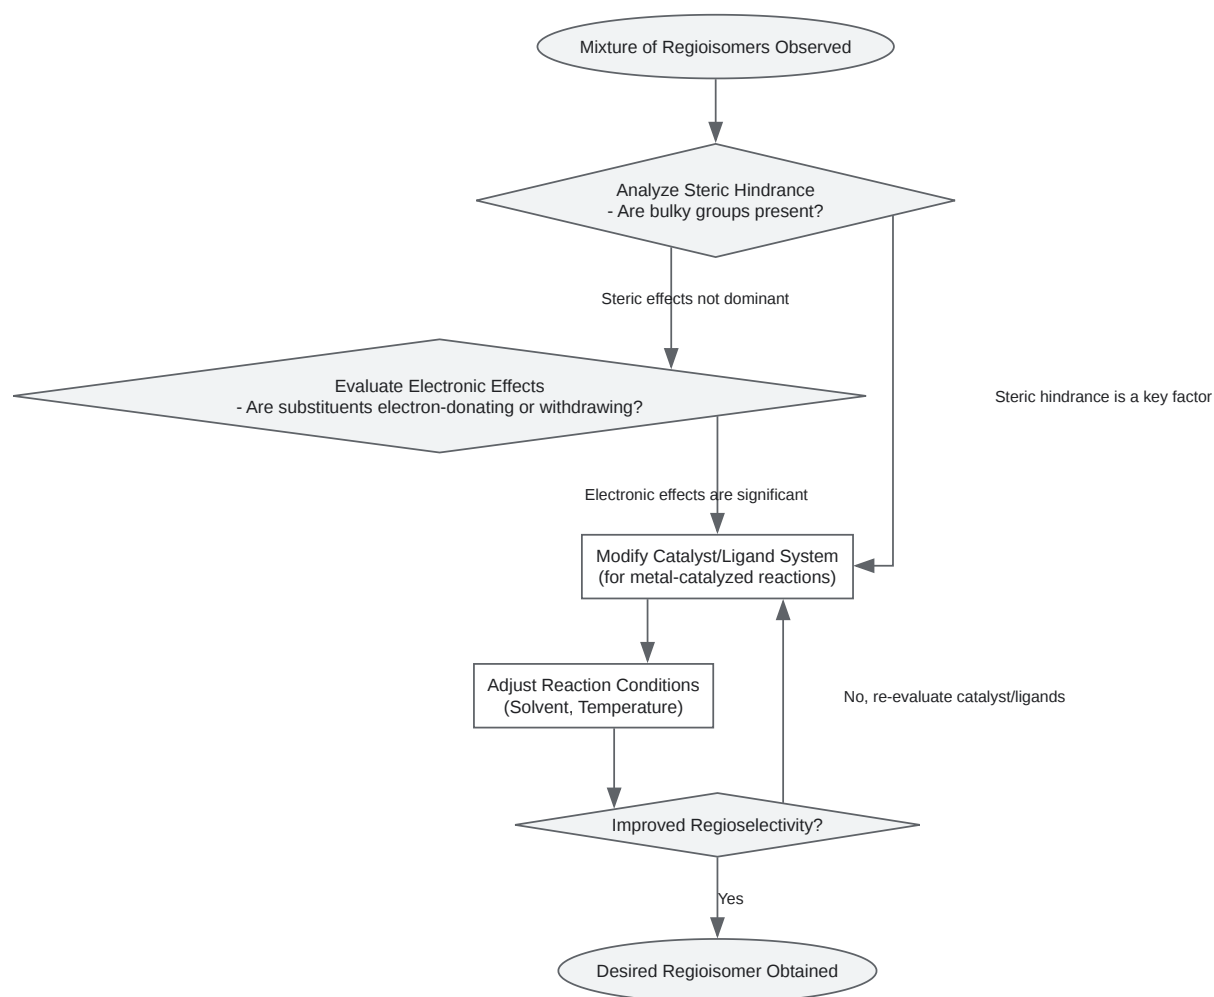 Mixture of Regioisomers Observed
Analyze Steric Hindrance
- Are bulky groups present?
Steric effects not dominant
Evaluate Electronic Effects
- Are substituents electron-donating or withdrawing?
Steric hindrance is a key factor
Electronic effects are significant
Modify Catalyst/Ligand System
(for metal-catalyzed reactions)
Adjust Reaction Conditions
(Solvent, Temperature)
No, re-evaluate catalyst/ligands
Improved Regioselectivity?
Yes
Desired Regioisomer Obtained